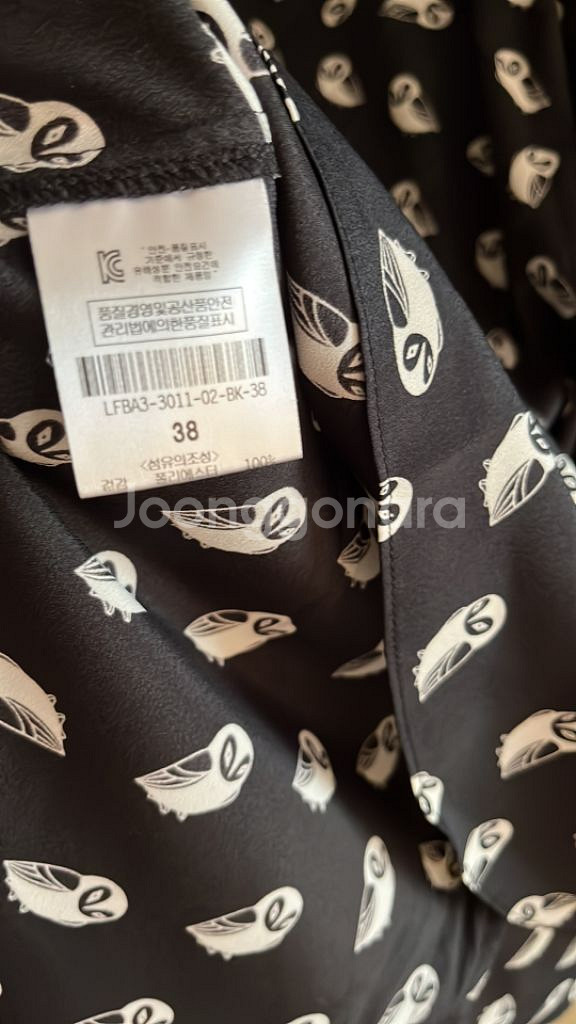 KC
"안전·품질표시
기준에서 규정한
유해성분 안전요건에
적합한 제품임"
품질경영및공산품안전
관리법에의한품질표시
LFBA3-3011-02-BK-38
38
<섬유의조성>
겉감 폴리에스터 100%
Joonggonara